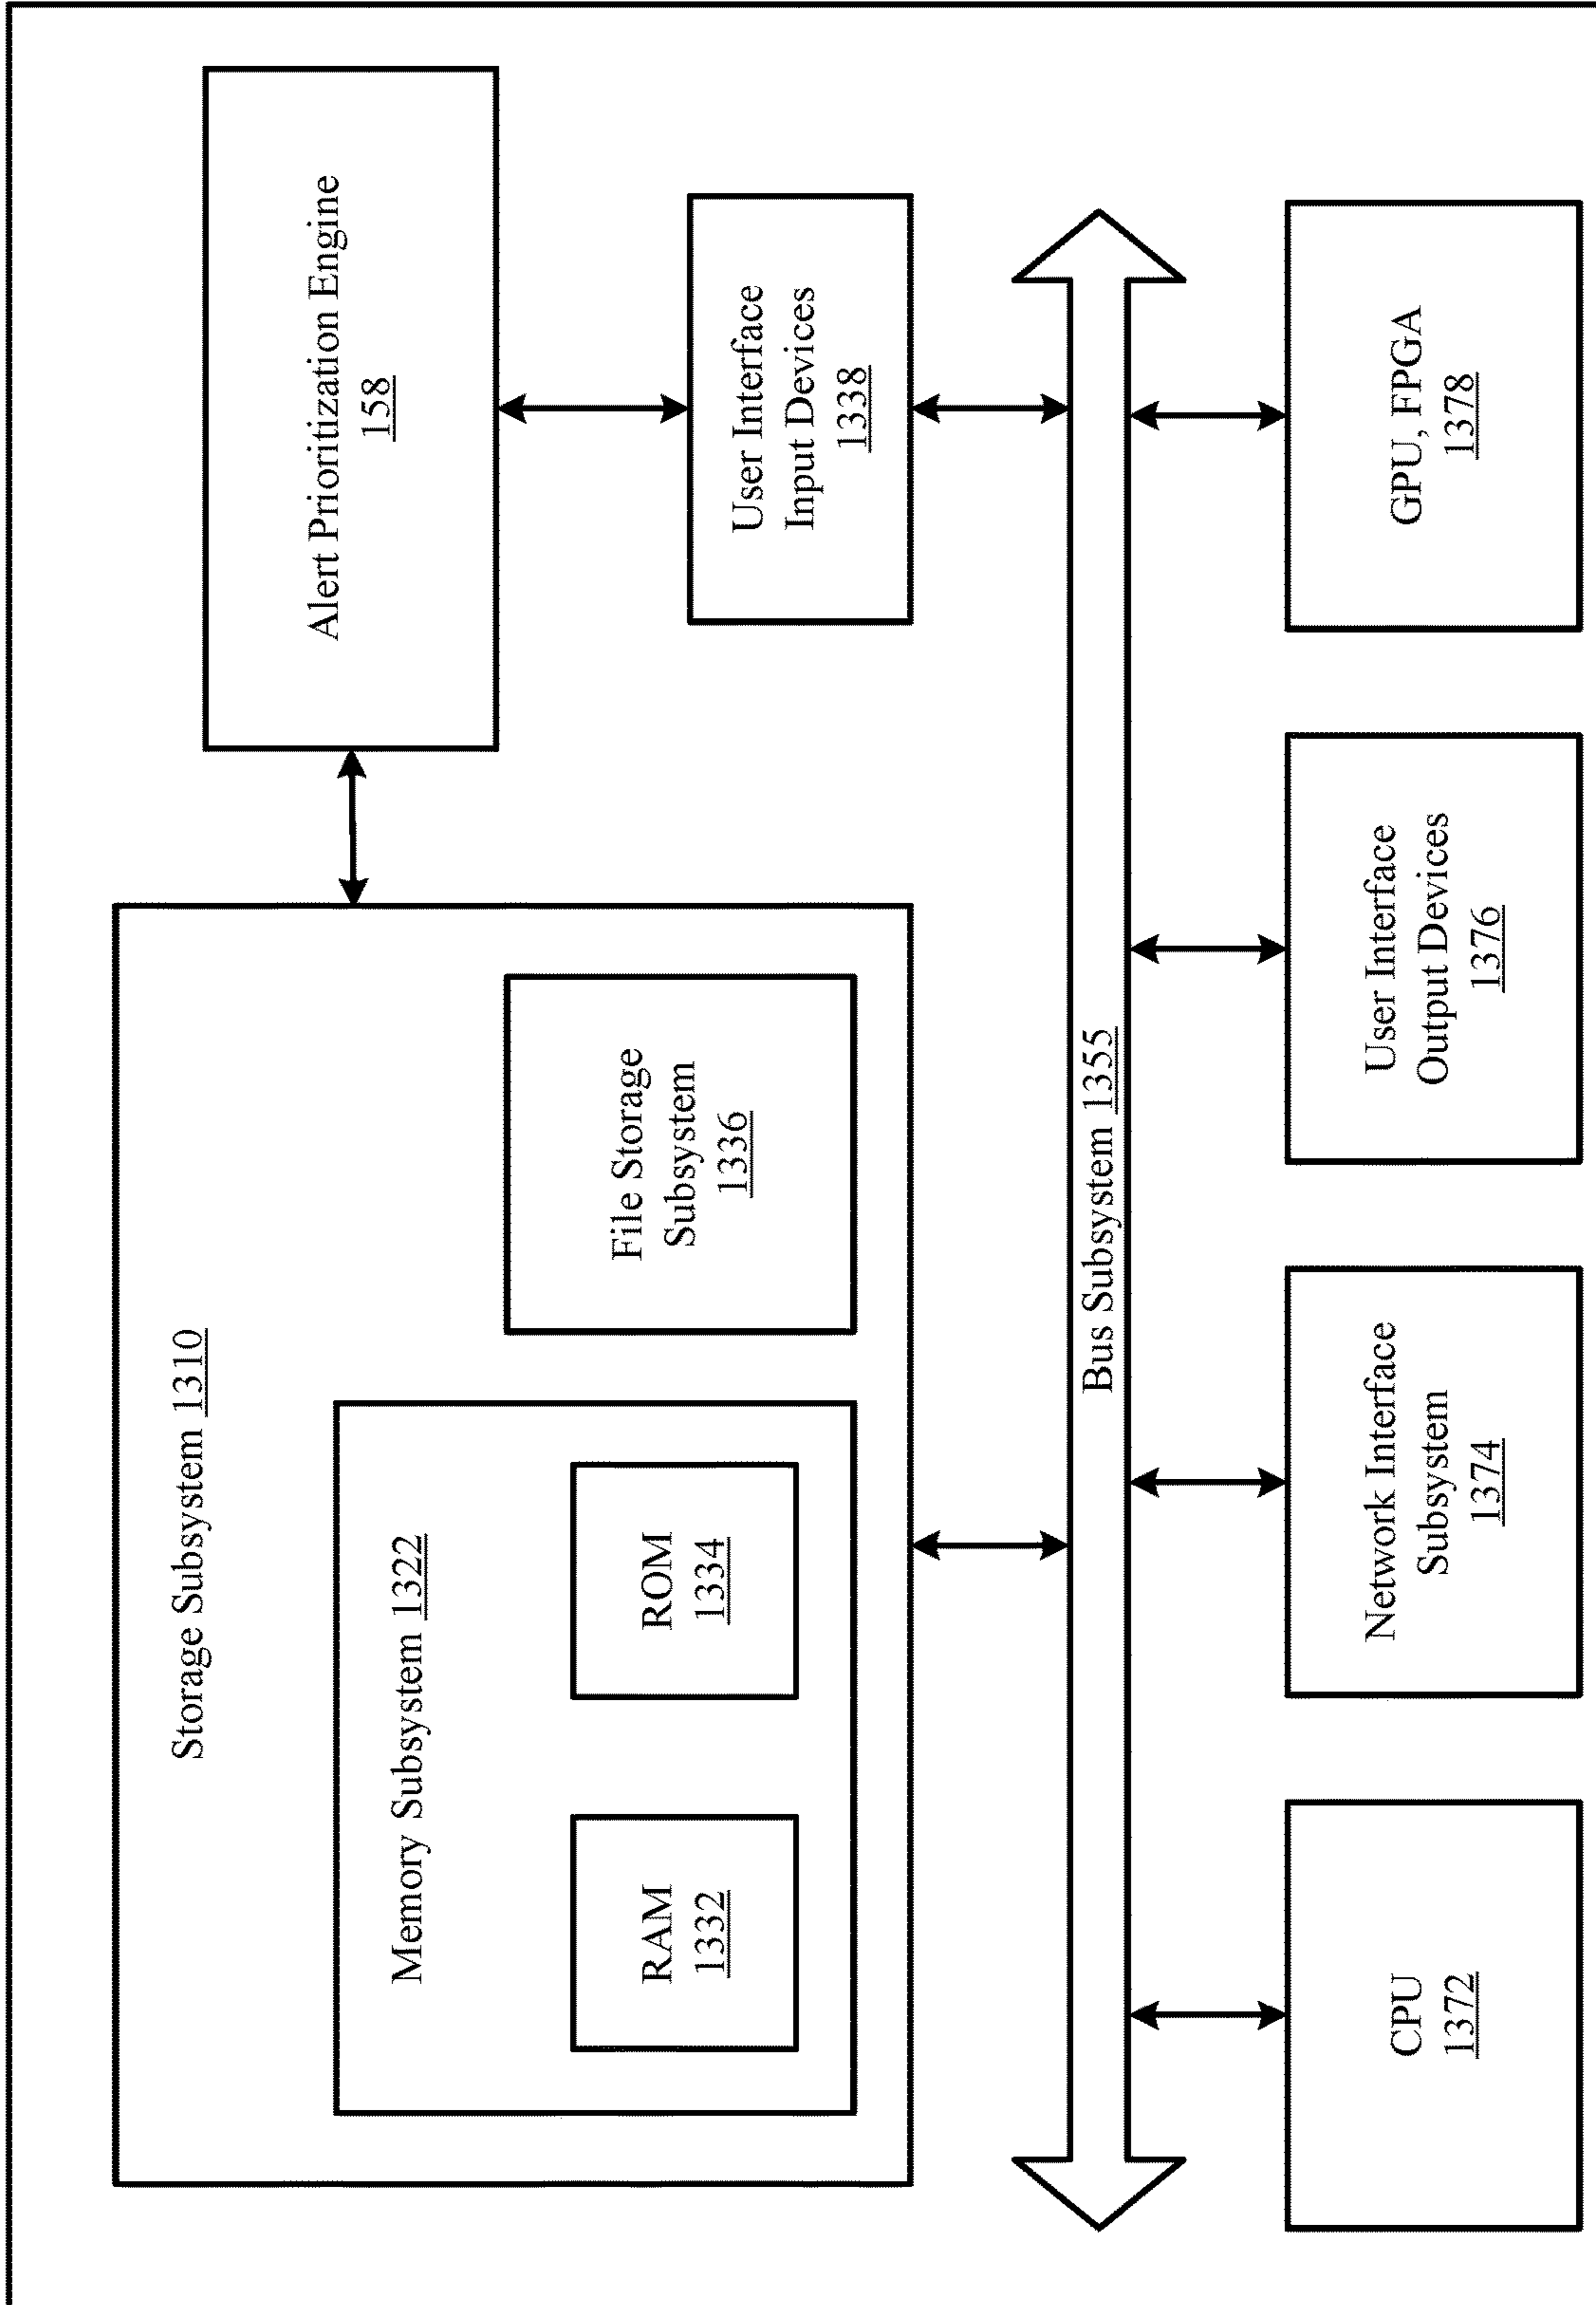 Storage Subsystem 1310
Memory Subsystem 1322
RAM
1332
ROM
1334
File Storage
Subsystem
1336
Alert Prioritization Engine
158
User Interface
Input Devices
1338
Bus Subsystem 1355
CPU
1372
Network Interface
Subsystem
1374
User Interface
Output Devices
1376
GPU, FPGA
1378